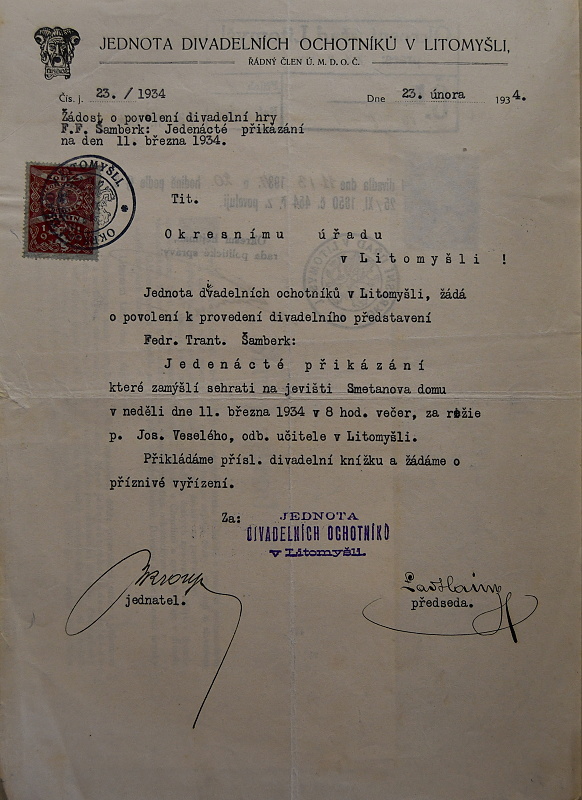 JEDNOTA DIVADELNÍCH OCHOTNÍKŮ V LITOMYŠLI,
ŘÁDNÝ ČLEN Ú. M. D. O. Č.
Čís. j. 23. / 1934
Dne 23. února 1934.
Žádost o povolení divadelní hry
F.F. Šamberk: Jedenácté přikázání
na den 11. března 1934.
Tit.
Okresnímu úřadu
v Litomyšli !
Jednota dvadelních ochotníků v Litomyšli, žádá
o povolení k provedení divadelního představení
Fedr. Trant. Šamberk:
Jedenácté přikázání
které zamýšlí sehrati na jevišti Smetanova domu
v neděli dne 11. března 1934 v 8 hod. večer, za režie
p. Jos. Veselého, odb. učitele v Litomyšli.
Přikládáme přísl. divadelní knížku a žádáme o
příznivé vyřízení.
Za: JEDNOTA
DIVADELNÍCH OCHOTNÍKŮ
v Litomyšli.
jednatel.
předseda.